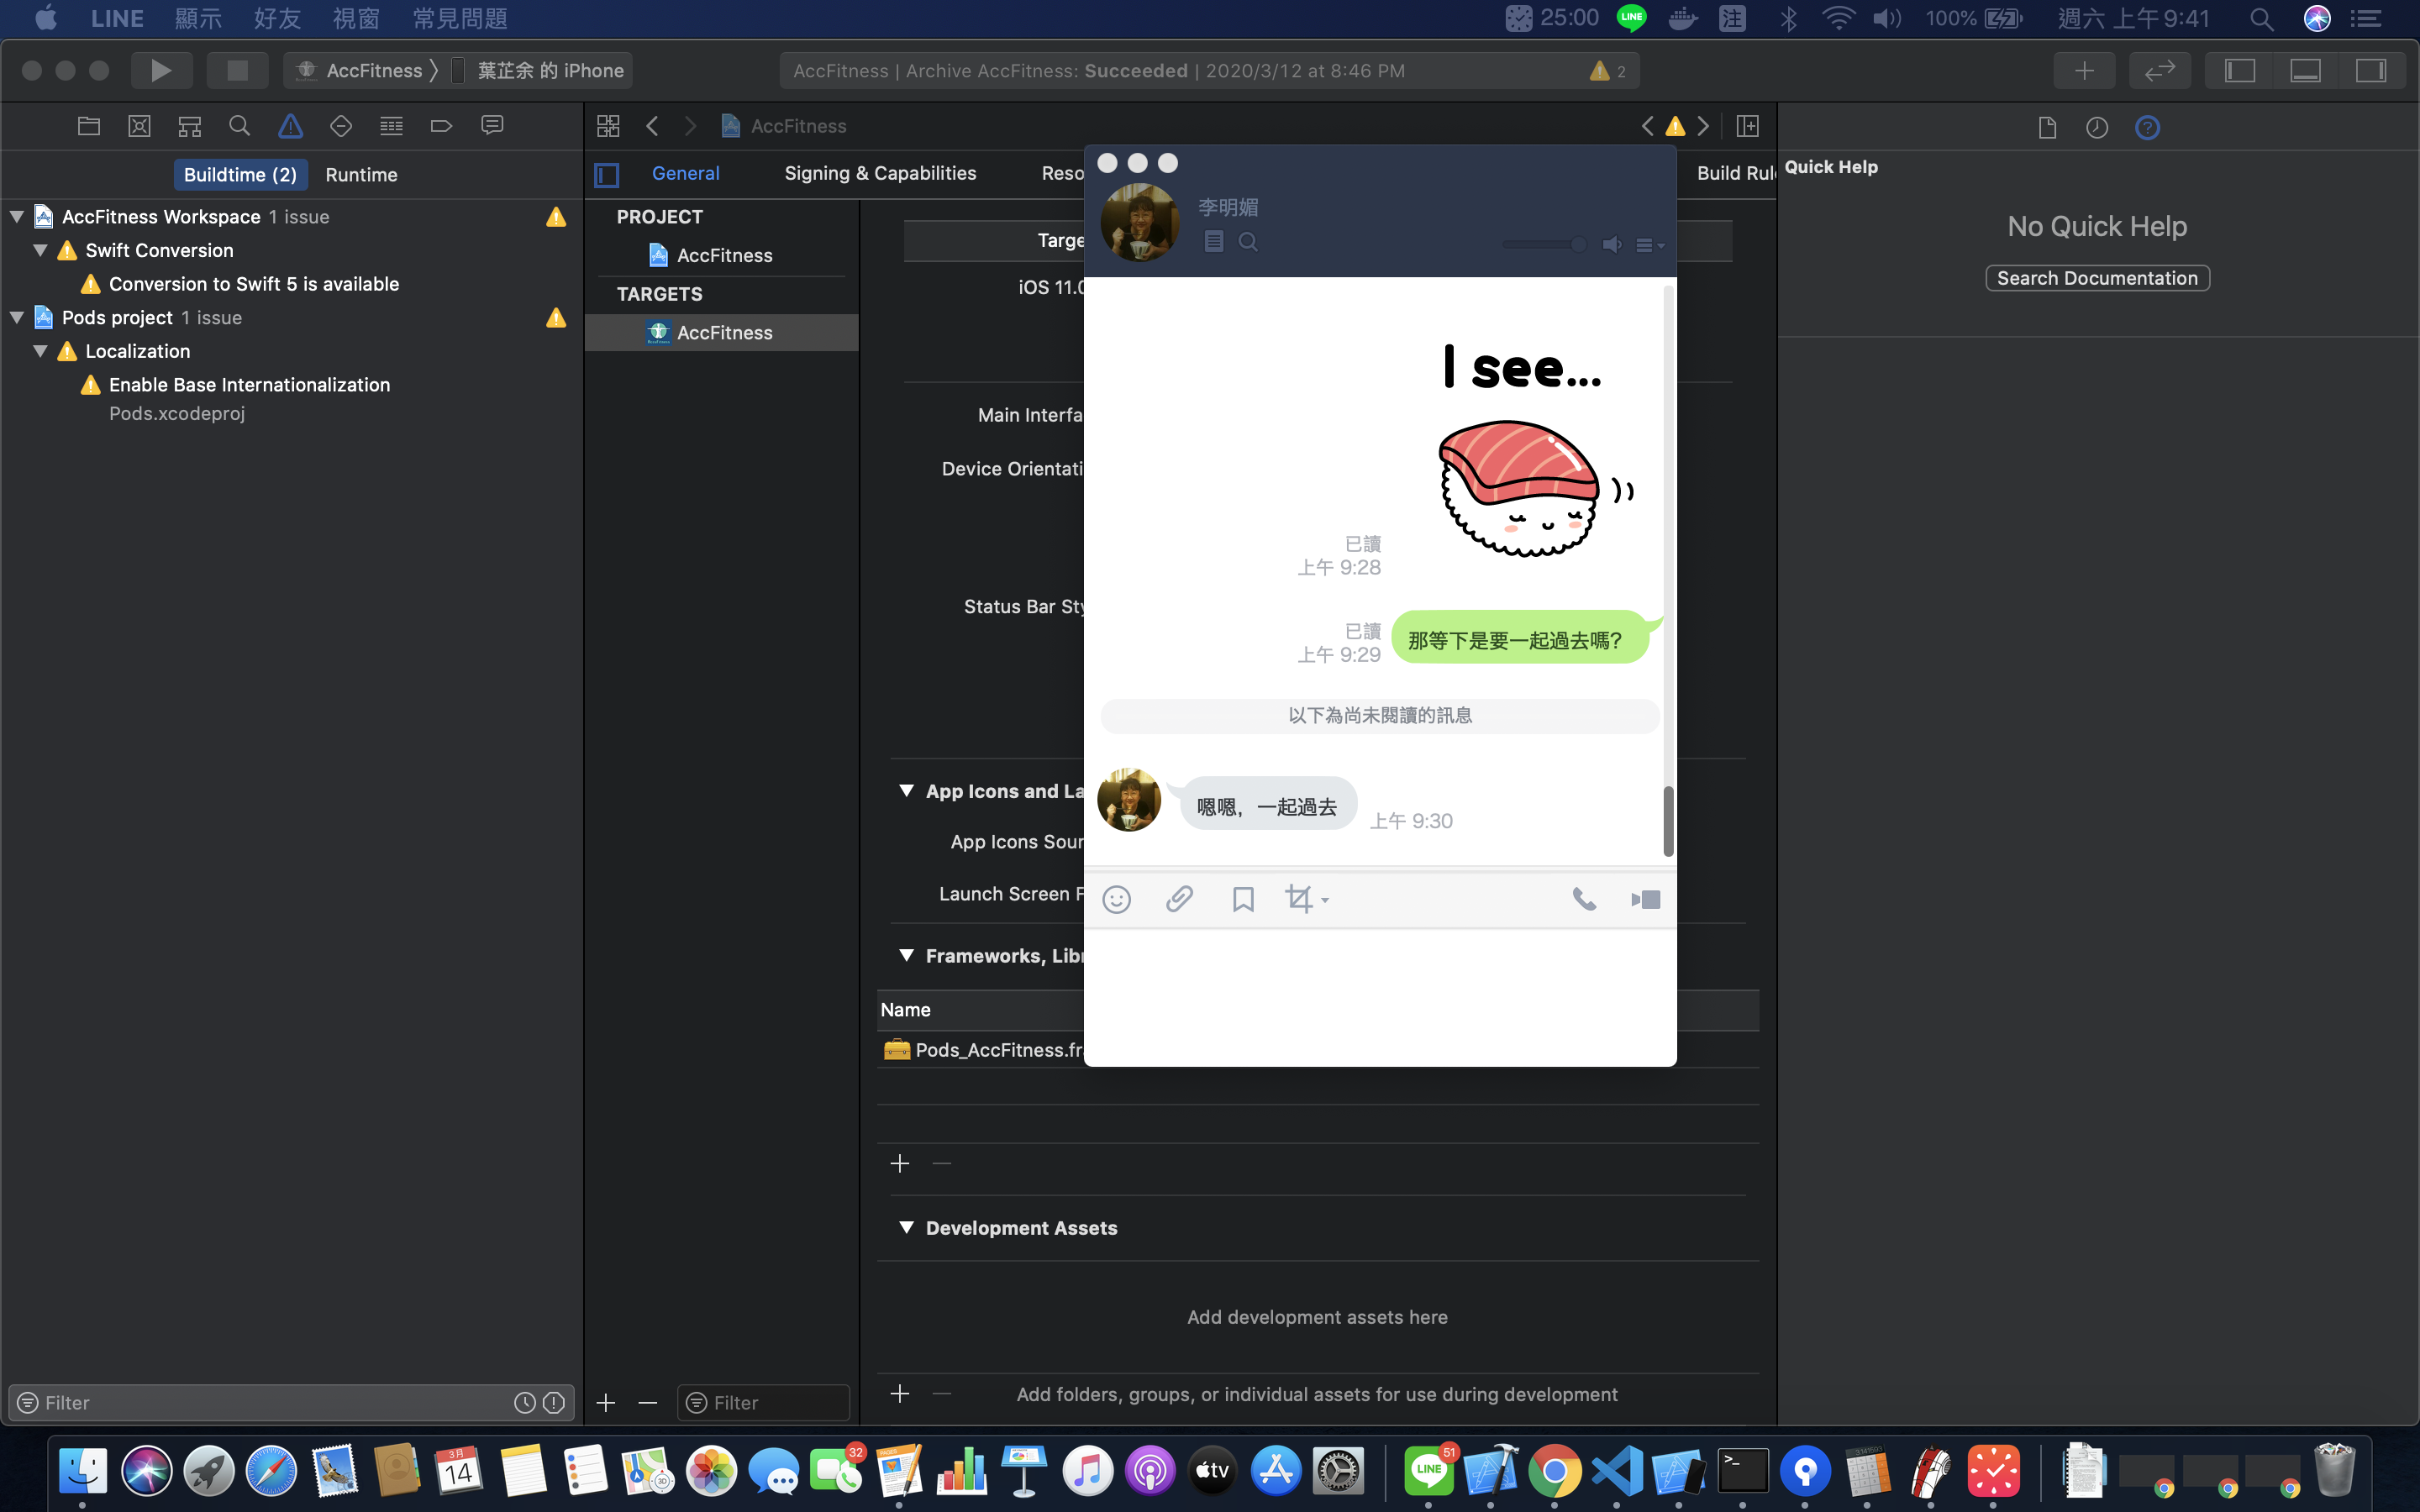 LINE 顯示 好友 視窗 常見問題 25:00 LINE 注 100% 週六 上午 9:41
AccFitness 〉 葉芷余 的 iPhone
AccFitness | Archive AccFitness: Succeeded | 2020/3/12 at 8:46 PM 2
AccFitness
Buildtime (2) Runtime
AccFitness Workspace 1 issue
Swift Conversion
Conversion to Swift 5 is available
Pods project 1 issue
Localization
Enable Base Internationalization
Pods.xcodeproj
Filter
General Signing & Capabilities Reso Build Rul
PROJECT
AccFitness
TARGETS
AccFitness
Filter
Targe
iOS 11.0
Main Interfa
Device Orientati
Status Bar Sty
App Icons and La
App Icons Sour
Launch Screen F
Frameworks, Lib
Name
Pods_AccFitness.fr
Development Assets
Add development assets here
Add folders, groups, or individual assets for use during development
李明媚
I see...
已讀
上午 9:28
已讀
上午 9:29
那等下是要一起過去嗎?
以下為尚未閱讀的訊息
嗯嗯，一起過去
上午 9:30
Quick Help
No Quick Help
Search Documentation
3月
14
3D
32
PAGES
tv
LINE
51
>_